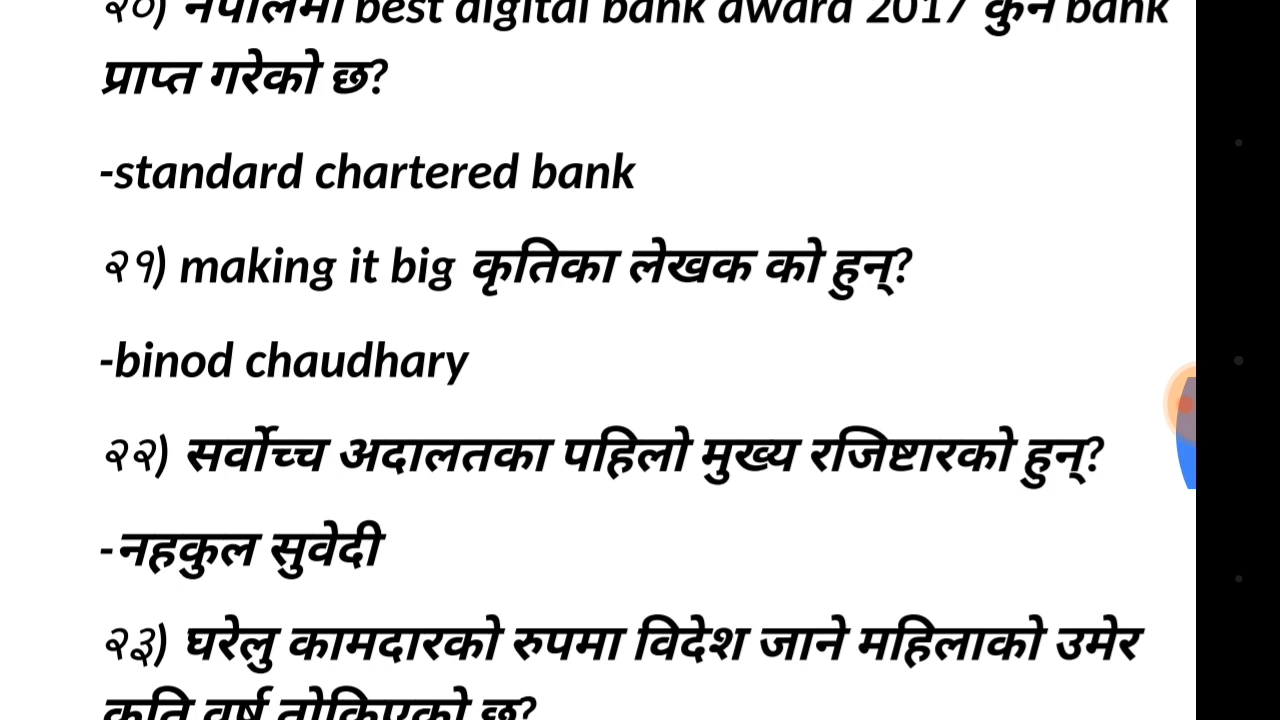 २०) नेपालमा best digital bank award 2017 कुन bank
प्राप्त गरेको छ?
-standard chartered bank
२१) making it big कृतिका लेखक को हुन्?
-binod chaudhary
२२) सर्वोच्च अदालतका पहिलो मुख्य रजिष्टारको हुन्?
-नहकुल सुवेदी
२३) घरेलु कामदारको रुपमा विदेश जाने महिलाको उमेर
कति वर्ष तोकिएको छ?